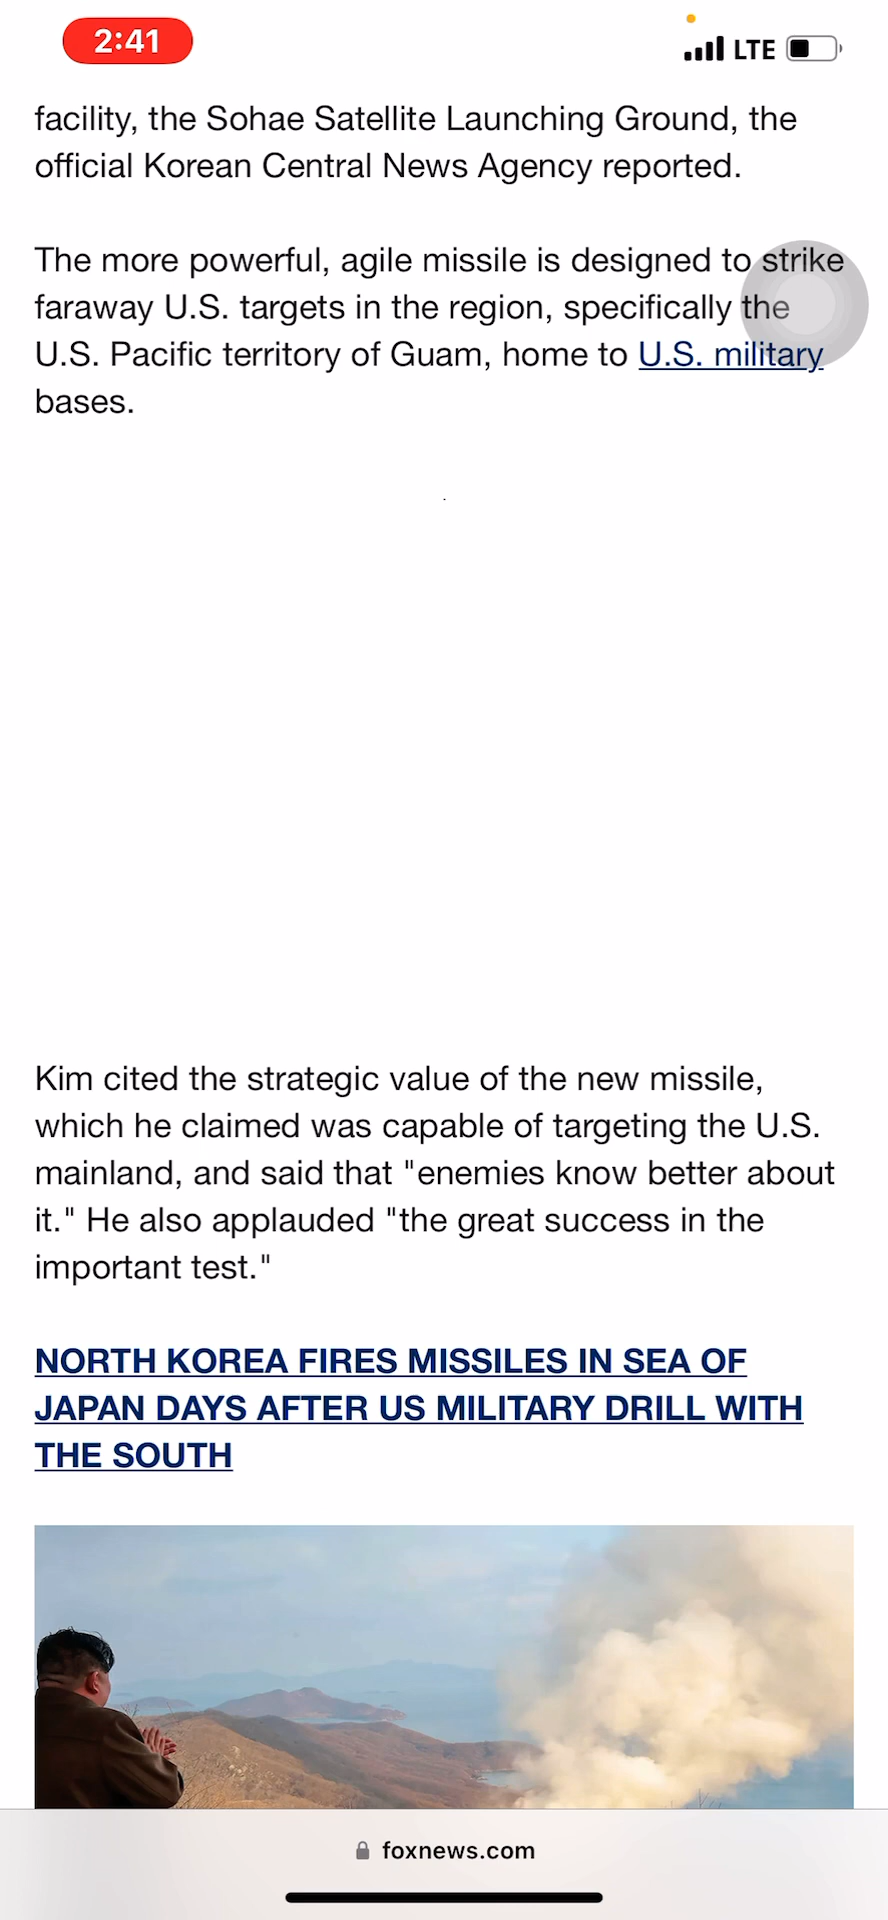 2:41
LTE
facility, the Sohae Satellite Launching Ground, the
official Korean Central News Agency reported.
The more powerful, agile missile is designed to strike
faraway U.S. targets in the region, specifically the
U.S. Pacific territory of Guam, home to U.S. military
bases.
Kim cited the strategic value of the new missile,
which he claimed was capable of targeting the U.S.
mainland, and said that "enemies know better about
it." He also applauded "the great success in the
important test."
NORTH KOREA FIRES MISSILES IN SEA OF
JAPAN DAYS AFTER US MILITARY DRILL WITH
THE SOUTH
foxnews.com